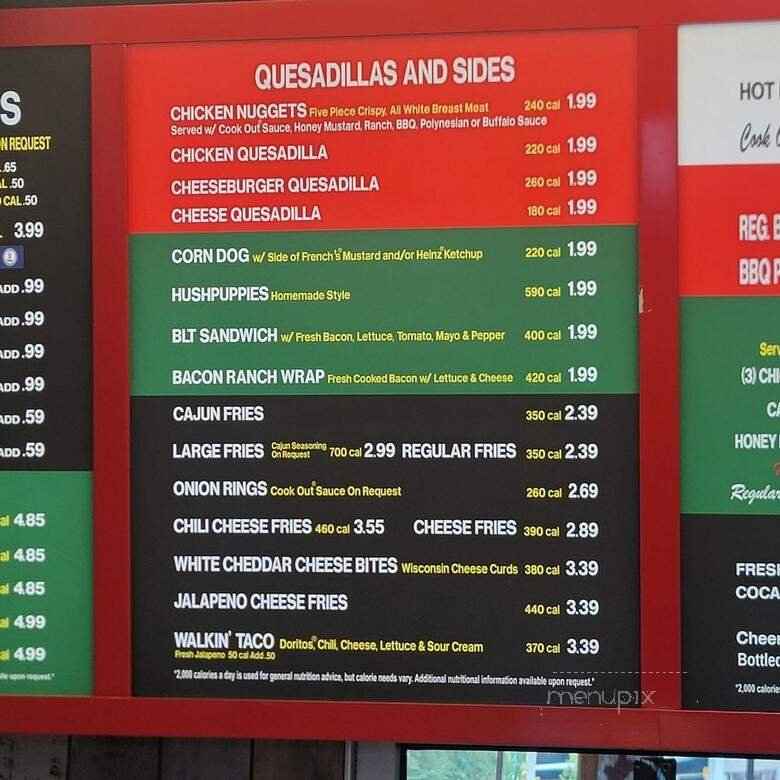 S
N REQUEST
.65
AL .50
CAL .50
3.99
ADD .99
ADD .99
ADD .99
ADD .99
ADD .59
ADD .59
al 4.85
al 4.85
al 4.85
al 4.99
al 4.99
upon request.*
QUESADILLAS AND SIDES
CHICKEN NUGGETS Five Piece Crispy, All White Breast Meat 240 cal 1.99
Served w/ Cook Out Sauce, Honey Mustard, Ranch, BBQ, Polynesian or Buffalo Sauce
CHICKEN QUESADILLA 220 cal 1.99
CHEESEBURGER QUESADILLA 260 cal 1.99
CHEESE QUESADILLA 180 cal 1.99
CORN DOG w/ Side of French's® Mustard and/or Heinz® Ketchup 220 cal 1.99
HUSHPUPPIES Homemade Style 590 cal 1.99
BLT SANDWICH w/ Fresh Bacon, Lettuce, Tomato, Mayo & Pepper 400 cal 1.99
BACON RANCH WRAP Fresh Cooked Bacon w/ Lettuce & Cheese 420 cal 1.99
CAJUN FRIES 350 cal 2.39
LARGE FRIES Cajun Seasoning On Request 700 cal 2.99 REGULAR FRIES 350 cal 2.39
ONION RINGS Cook Out® Sauce On Request 260 cal 2.69
CHILI CHEESE FRIES 460 cal 3.55 CHEESE FRIES 390 cal 2.89
WHITE CHEDDAR CHEESE BITES Wisconsin Cheese Curds 380 cal 3.39
JALAPENO CHEESE FRIES 440 cal 3.39
WALKIN' TACO Doritos®, Chili, Cheese, Lettuce & Sour Cream 370 cal 3.39
Fresh Jalapeno 50 cal Add .50
*2,000 calories a day is used for general nutrition advice, but calorie needs vary. Additional nutritional information available upon request.*
menupix
HOT
Cook
REG. B
BBQ P
Serv
(3) CHI
CA
HONEY
Regular
FRES
COCA
Cheer
Bottled
*2,000 calories